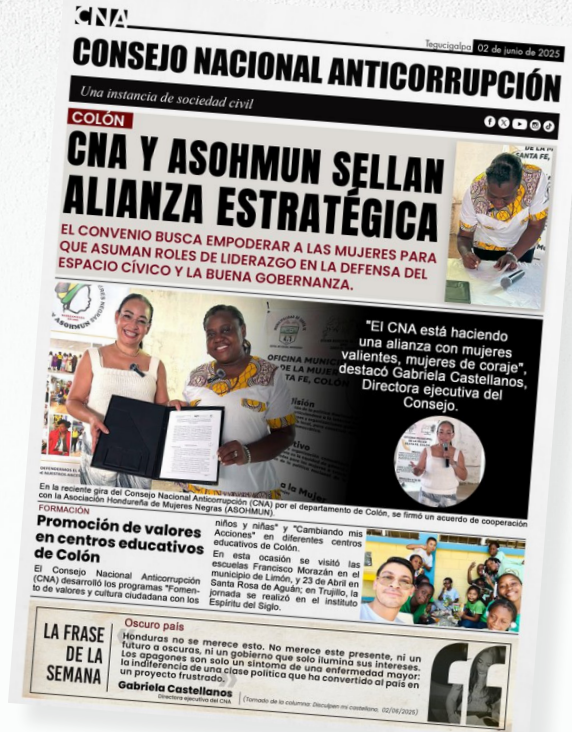 CNA
Tegucigalpa 02 de junio de 2025
CONSEJO NACIONAL ANTICORRUPCIÓN
Una instancia de sociedad civil
COLÓN
CNA Y ASOHMUN SELLAN
ALIANZA ESTRATÉGICA
EL CONVENIO BUSCA EMPODERAR A LAS MUJERES PARA
QUE ASUMAN ROLES DE LIDERAZGO EN LA DEFENSA DEL
ESPACIO CÍVICO Y LA BUENA GOBERNANZA.
ASOHMUN
OFICINA MUNICI
DE LA MUJER
TA FE, COLÓN
a la Mujer
"El CNA está haciendo
una alianza con mujeres
valientes, mujeres de coraje",
destacó Gabriela Castellanos,
Directora ejecutiva del
Consejo.
En la reciente gira del Consejo Nacional Anticorrupción (CNA) por el departamento de Colón, se firmó un acuerdo de cooperación
con la Asociación Hondureña de Mujeres Negras (ASOHMUN).
FORMACIÓN
Promoción de valores
en centros educativos
de Colón
El Consejo Nacional Anticorrupción
(CNA) desarrolló los programas "Fomen-
to de valores y cultura ciudadana con los
niños y niñas" y "Cambiando mis
Acciones" en diferentes centros
educativos de Colón.
En esta ocasión se visitó las
escuelas Francisco Morazán en el
municipio de Limón, y 23 de Abril en
Santa Rosa de Aguán; en Trujillo, la
jornada se realizó en el instituto
Espíritu del Siglo.
LA FRASE
DE LA
SEMANA
Oscuro país
Honduras no se merece esto. No merece este presente, ni un
futuro a oscuras, ni un gobierno que solo ilumina sus intereses.
Los apagones son solo un síntoma de una enfermedad mayor:
la indiferencia de una clase política que ha convertido al país en
un proyecto frustrado.
Gabriela Castellanos
Directora ejecutiva del CNA
(Tomado de la columna: Disculpen mi castellano, 02/06/2025)